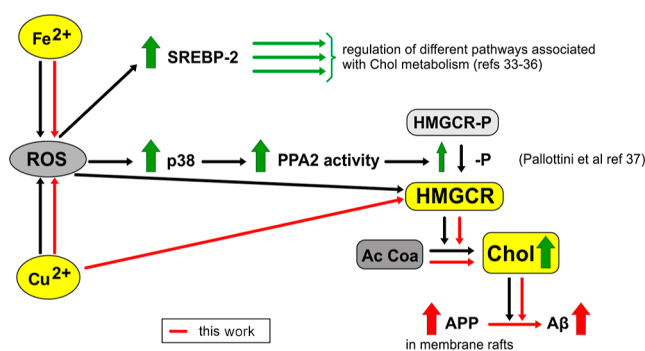 Fe2+
SREBP-2
regulation of different pathways associated
with Chol metabolism (refs 33-36)
HMGCR-P
ROS
p38
PPA2 activity
-P
(Pallottini et al ref 37)
HMGCR
Cu2+
Ac Coa
Chol
this work
APP
Aβ
in membrane rafts